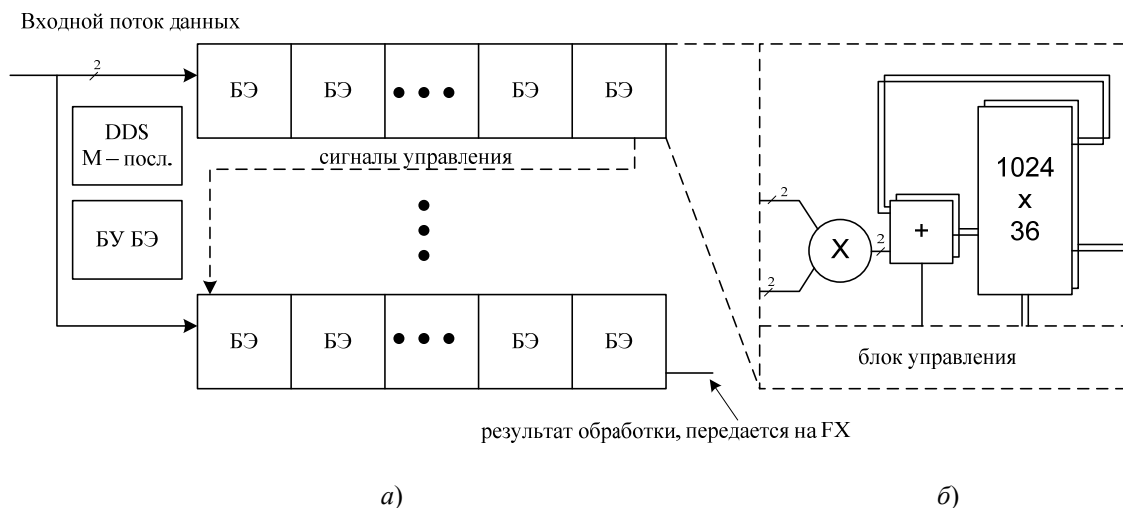 Входной поток данных
2
БЭ БЭ БЭ БЭ
DDS
М – посл.
сигналы управления
БУ БЭ
БЭ БЭ БЭ БЭ
результат обработки, передается на FX
2
2
X
2
+
1024
x
36
блок управления
а)
б)